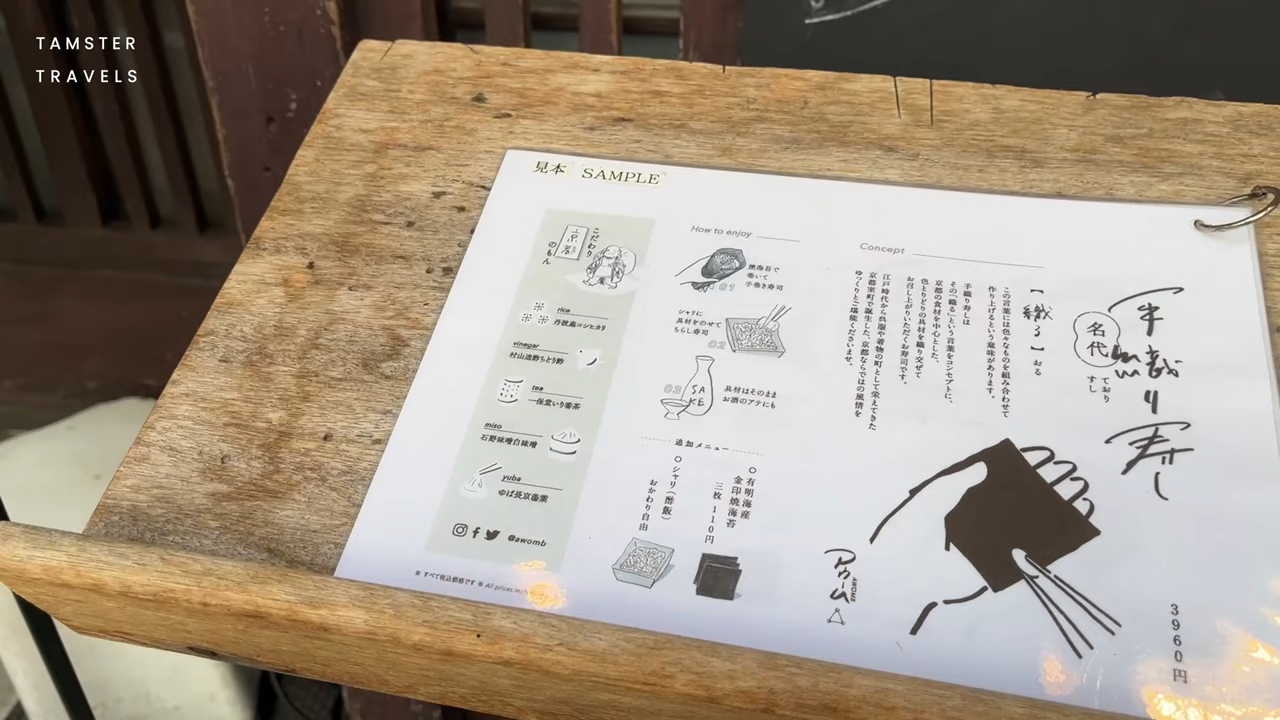 TAMSTER
TRAVELS
見本 SAMPLE
こだわり
京都
のもん
rice
丹波産コシヒカリ
vinegar
村山造酢ちどり酢
tea
一保堂いり番茶
miso
石野味噌白味噌
yuba
ゆば長京番菜
@awomb
※ すべて税込価格です ※ All prices
How to enjoy
01
焼海苔で
巻いて
手巻き寿司
シャリに
具材をのせて
ちらし寿司
02
03
SA
KE
具材はそのまま
お酒のアテにも
追加メニュー
○ 有明海産
金印焼海苔
三枚 110円
○ シャリ(酢飯)
おかわり自由
Concept
手織り寿し
名代
ており
すし
【織る】おる
この言葉には色々なものを組み合わせて
作り上げるという意味があります。
手織り寿しは
その「織る」という言葉をコンセプトに、
京都の食材を中心とした、
色とりどりの具材を織り交ぜて
お召し上がりいただくお寿司です。
江戸時代から呉服や着物の町として栄えてきた
京都室町で誕生した、京都ならではの風情を
ゆっくりとご堪能くださいませ。
AWOMB
3960円